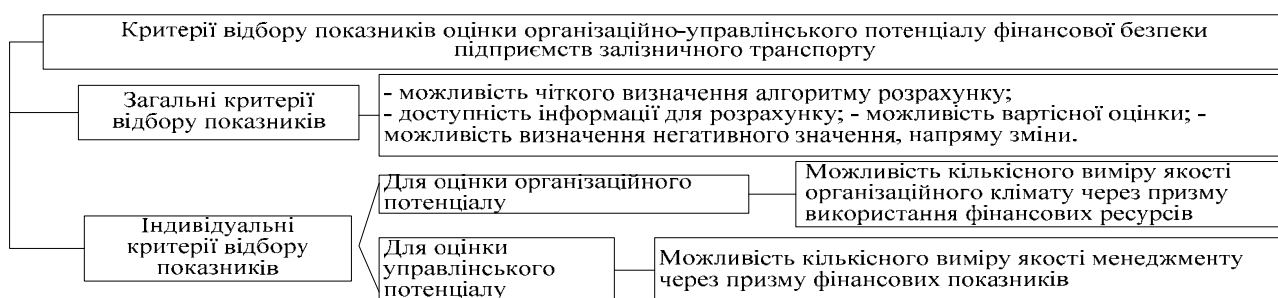 Критерії відбору показників оцінки організаційно-управлінського потенціалу фінансової безпеки
підприємств залізничного транспорту
Загальні критерії
відбору показників
- можливість чіткого визначення алгоритму розрахунку;
- доступність інформації для розрахунку; - можливість вартісної оцінки; -
можливість визначення негативного значення, напряму зміни.
Індивідуальні
критерії відбору
показників
Для оцінки організаційного
потенціалу
Можливість кількісного виміру якості
організаційного клімату через призму
використання фінансових ресурсів
Для оцінки
управлінського
потенціалу
Можливість кількісного виміру якості менеджменту
через призму фінансових показників